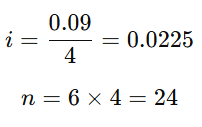 i = 0.09/4 = 0.0225
n = 6 × 4 = 24